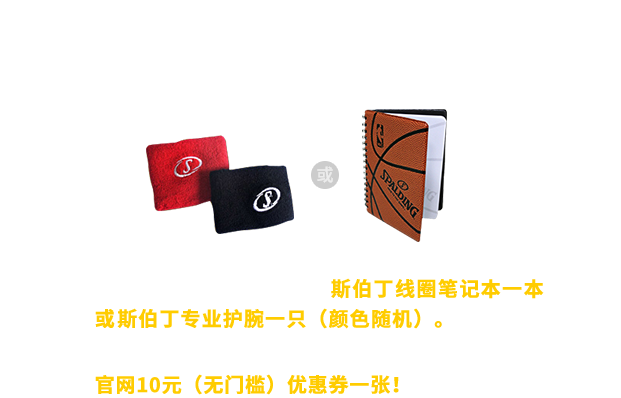 S
S
或
SPALDING
斯伯丁线圈笔记本一本
或斯伯丁专业护腕一只（颜色随机）。
官网10元（无门槛）优惠券一张！